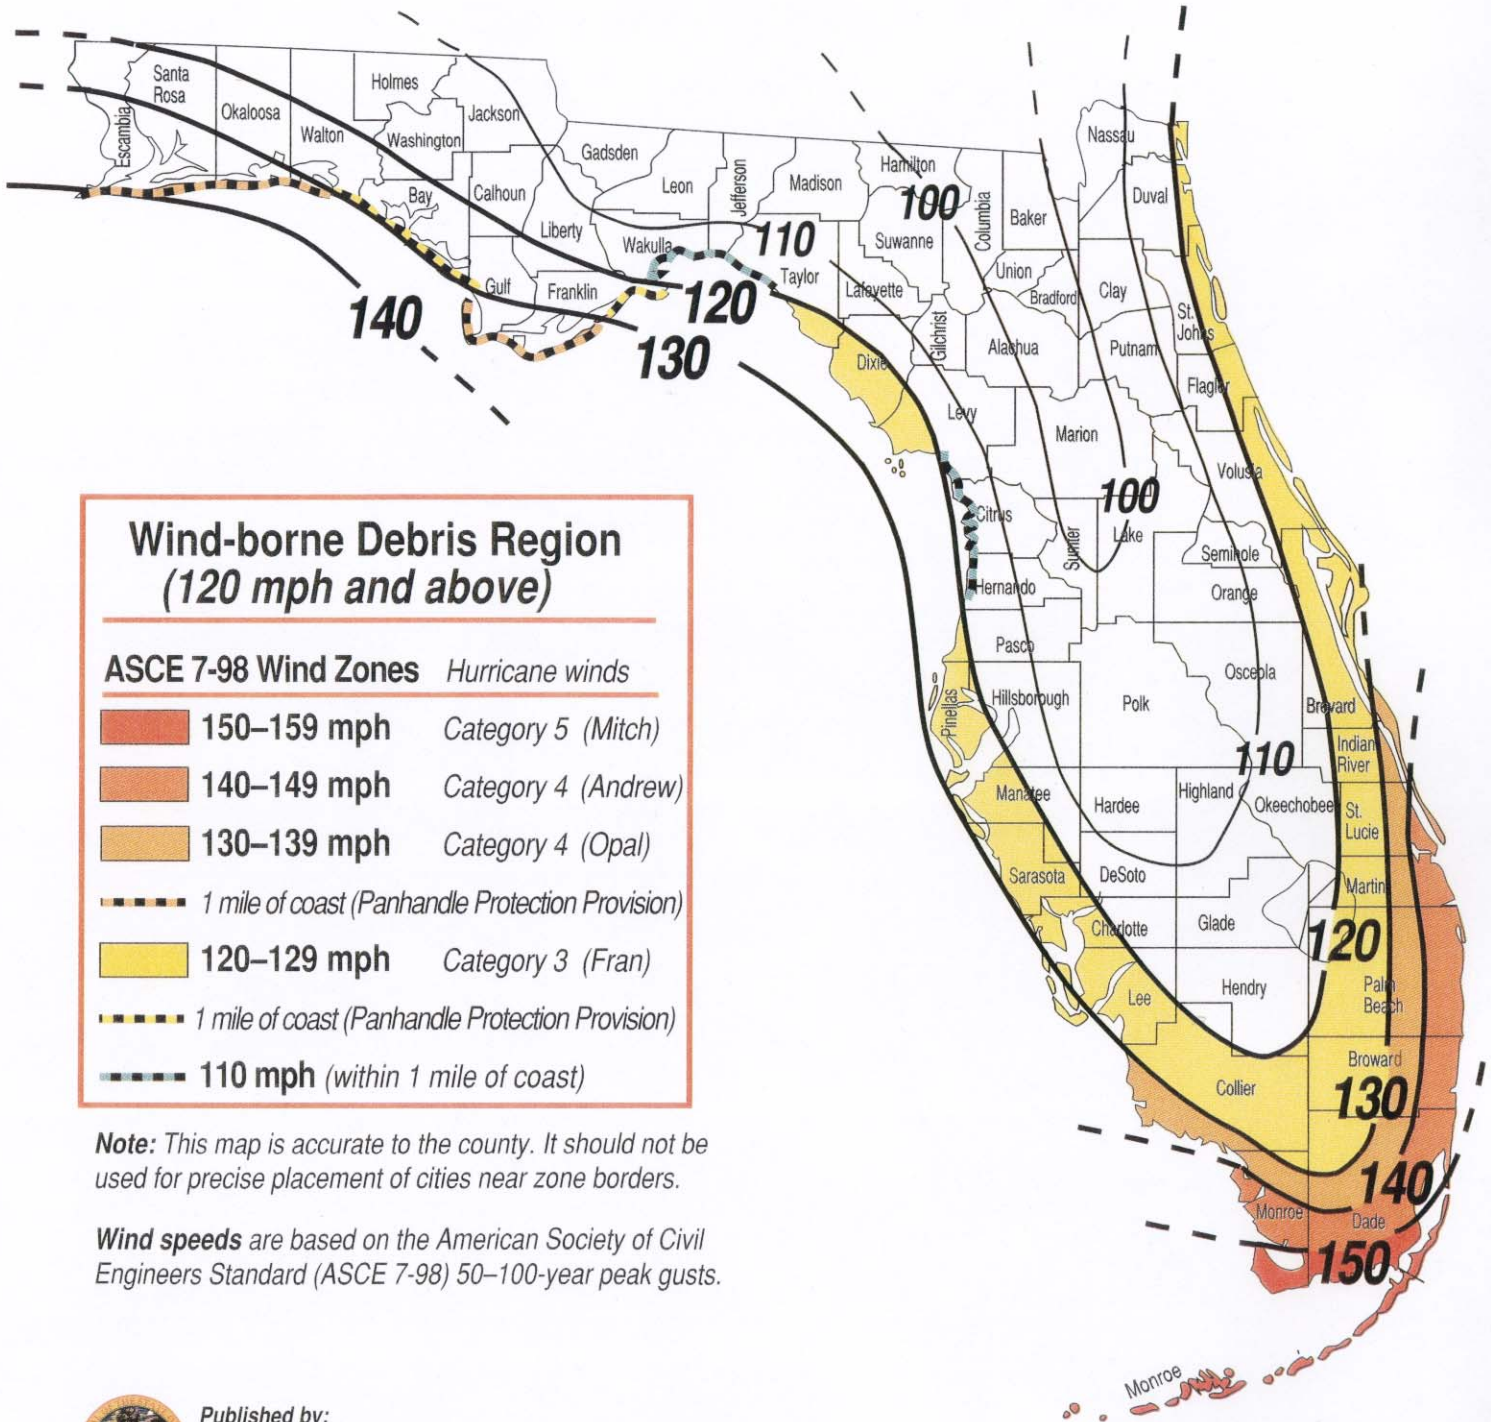 Santa
Rosa
Escambia
Okaloosa
Walton
Holmes
Washington
Jackson
Bay
Calhoun
Gulf
Liberty
Franklin
Gadsden
Leon
Wakulla
Jefferson
Madison
Taylor
Hamilton
Suwanne
Lafayette
Columbia
Baker
Nassau
Duval
Union
Bradford
Clay
St.
Johns
Gilchrist
Alachua
Putnam
Dixie
Levy
Marion
Flagler
Volusia
Citrus
Sumter
Lake
Seminole
Hernando
Orange
Pasco
Pinellas
Hillsborough
Polk
Osceola
Brevard
Indian
River
Manatee
Hardee
Highland
Okeechobee
St.
Lucie
Sarasota
DeSoto
Martin
Charlotte
Glade
Lee
Hendry
Palm
Beach
Collier
Broward
Monroe
Dade
Monroe
140
130
120
110
100
100
110
120
130
140
150
Wind-borne Debris Region
(120 mph and above)
ASCE 7-98 Wind Zones Hurricane winds
150–159 mph Category 5 (Mitch)
140–149 mph Category 4 (Andrew)
130–139 mph Category 4 (Opal)
1 mile of coast (Panhandle Protection Provision)
120–129 mph Category 3 (Fran)
1 mile of coast (Panhandle Protection Provision)
110 mph (within 1 mile of coast)
Note: This map is accurate to the county. It should not be
used for precise placement of cities near zone borders.
Wind speeds are based on the American Society of Civil
Engineers Standard (ASCE 7-98) 50–100-year peak gusts.
Published by: